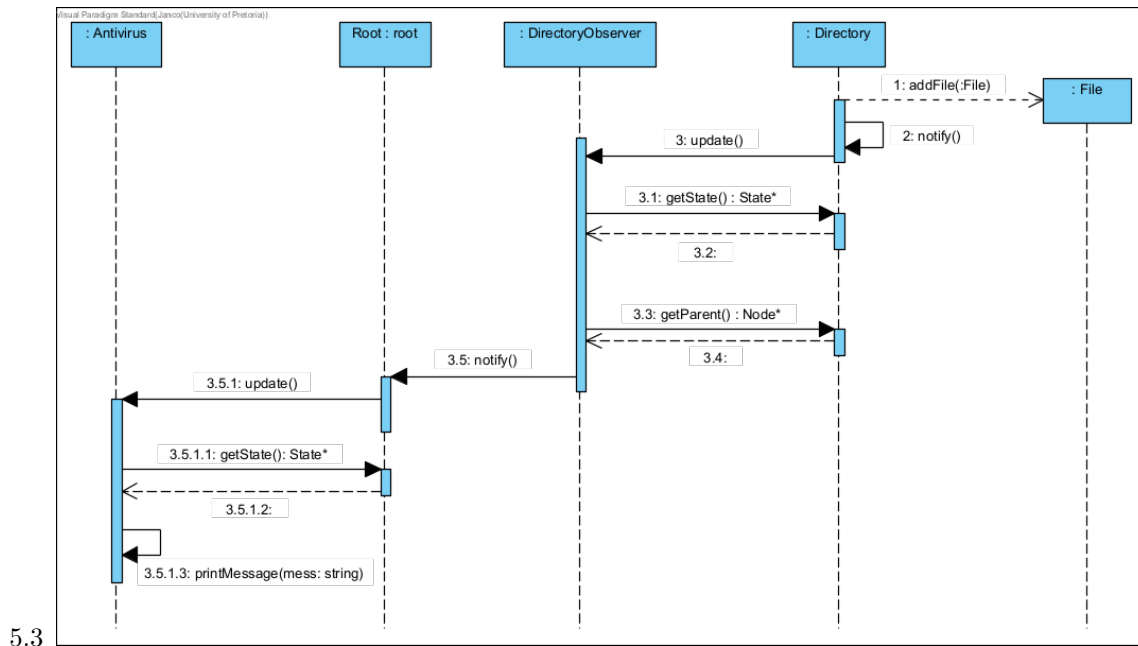 Visual Paradigm Standard(Janco(University of Pretoria))
: Antivirus
Root : root
: DirectoryObserver
: Directory
1: addFile(:File)
: File
2: notify()
3: update()
3.1: getState() : State*
3.2:
3.3: getParent() : Node*
3.4:
3.5: notify()
3.5.1: update()
3.5.1.1: getState(): State*
3.5.1.2:
3.5.1.3: printMessage(mess: string)
5.3